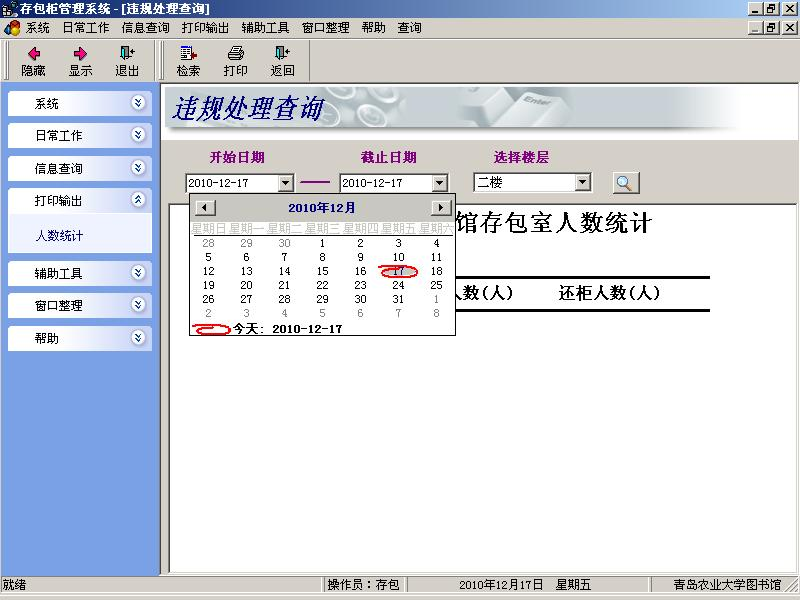 存包柜管理系统 - [违规处理查询]
系统 日常工作 信息查询 打印输出 辅助工具 窗口整理 帮助 查询
隐藏 显示 退出 检索 打印 返回
系统
日常工作
信息查询
打印输出
人数统计
辅助工具
窗口整理
帮助
违规处理查询
Enter
开始日期 截止日期 选择楼层
2010-12-17 2010-12-17 二楼
馆存包室人数统计
人数(人) 还柜人数(人)
2010年12月
星期日 星期一 星期二 星期三 星期四 星期五 星期六
28 29 30 1 2 3 4
5 6 7 8 9 10 11
12 13 14 15 16 17 18
19 20 21 22 23 24 25
26 27 28 29 30 31 1
2 3 4 5 6 7 8
今天: 2010-12-17
就绪 操作员：存包 2010年12月17日 星期五 青岛农业大学图书馆